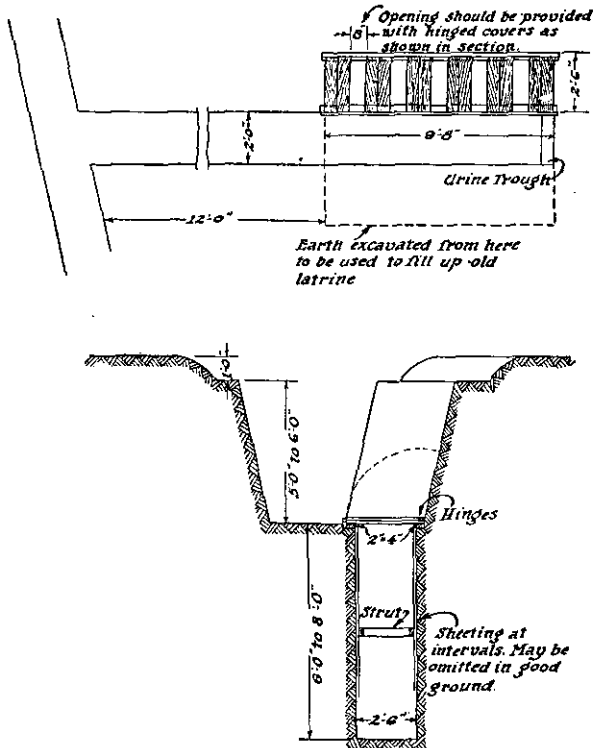 Opening should be provided
with hinged covers as
shown in section.
8"
2'-6"
2'-0"
9'-8"
Urine Trough
12'-0"
Earth excavated from here
to be used to fill up old
latrine
1'-0"
5'-0" to 6'-0"
Hinges
2'-4"
6'-0" to 8'-0"
Strut
Sheeting at
intervals. May be
omitted in good
ground.
2'-6"